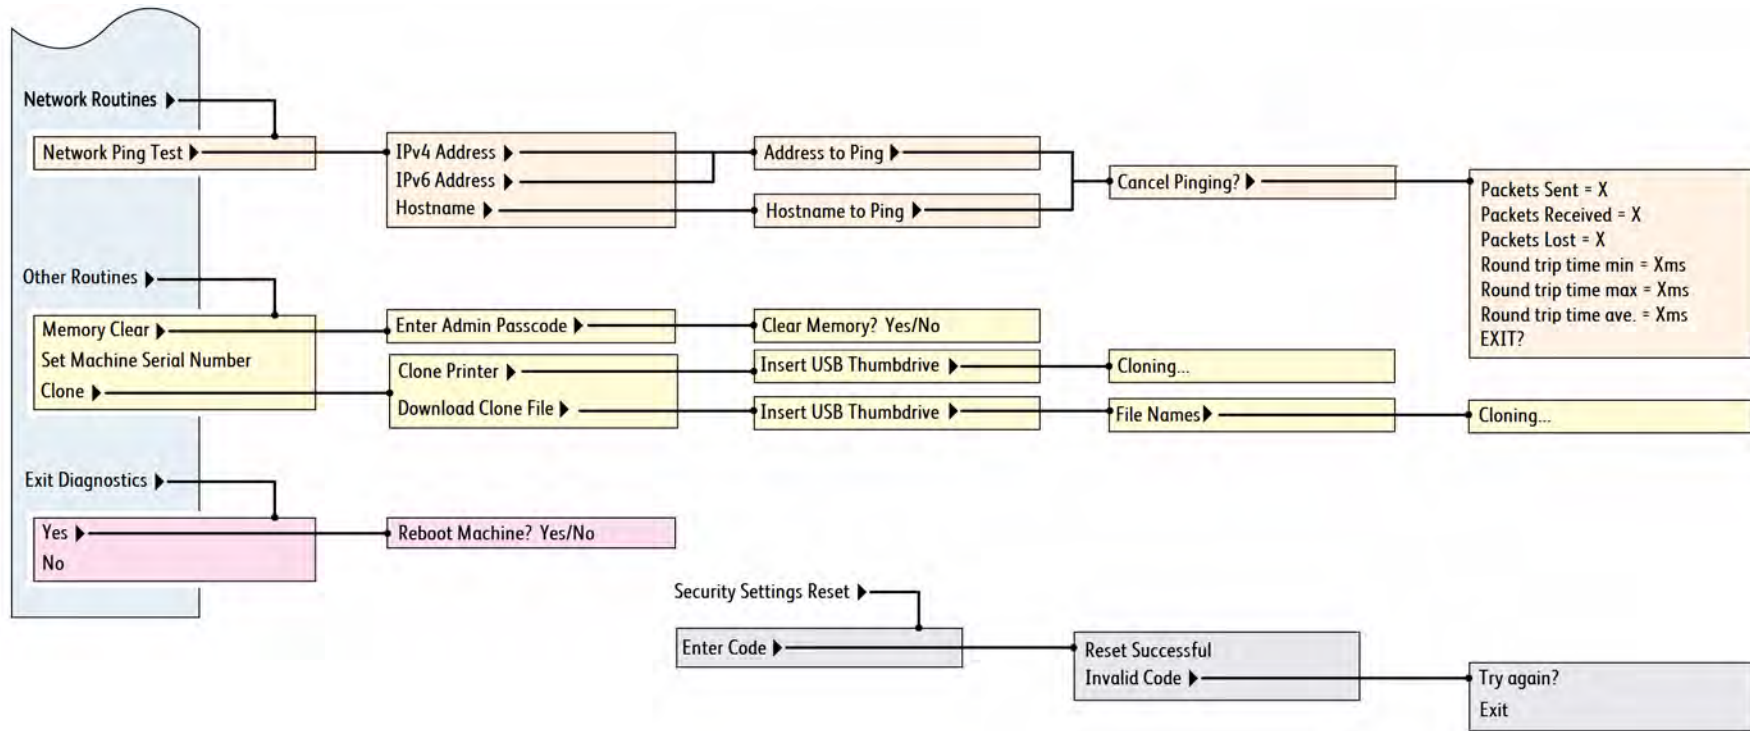 Network Routines
Network Ping Test
IPv4 Address
IPv6 Address
Hostname
Address to Ping
Hostname to Ping
Cancel Pinging?
Packets Sent = X
Packets Received = X
Packets Lost = X
Round trip time min = Xms
Round trip time max = Xms
Round trip time ave. = Xms
EXIT?
Other Routines
Memory Clear
Set Machine Serial Number
Clone
Enter Admin Passcode
Clear Memory? Yes/No
Clone Printer
Insert USB Thumbdrive
Cloning...
Download Clone File
Insert USB Thumbdrive
File Names
Cloning...
Exit Diagnostics
Yes
No
Reboot Machine? Yes/No
Security Settings Reset
Enter Code
Reset Successful
Invalid Code
Try again?
Exit